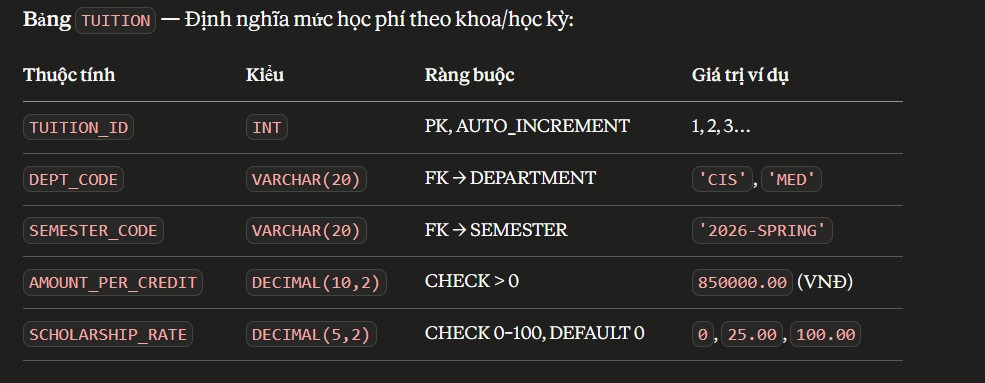 Bảng TUITION — Định nghĩa mức học phí theo khoa/học kỳ:
Thuộc tính Kiểu Ràng buộc Giá trị ví dụ
TUITION_ID INT PK, AUTO_INCREMENT 1, 2, 3...
DEPT_CODE VARCHAR(20) FK → DEPARTMENT 'CIS', 'MED'
SEMESTER_CODE VARCHAR(20) FK → SEMESTER '2026-SPRING'
AMOUNT_PER_CREDIT DECIMAL(10,2) CHECK > 0 850000.00 (VNĐ)
SCHOLARSHIP_RATE DECIMAL(5,2) CHECK 0–100, DEFAULT 0 0, 25.00, 100.00